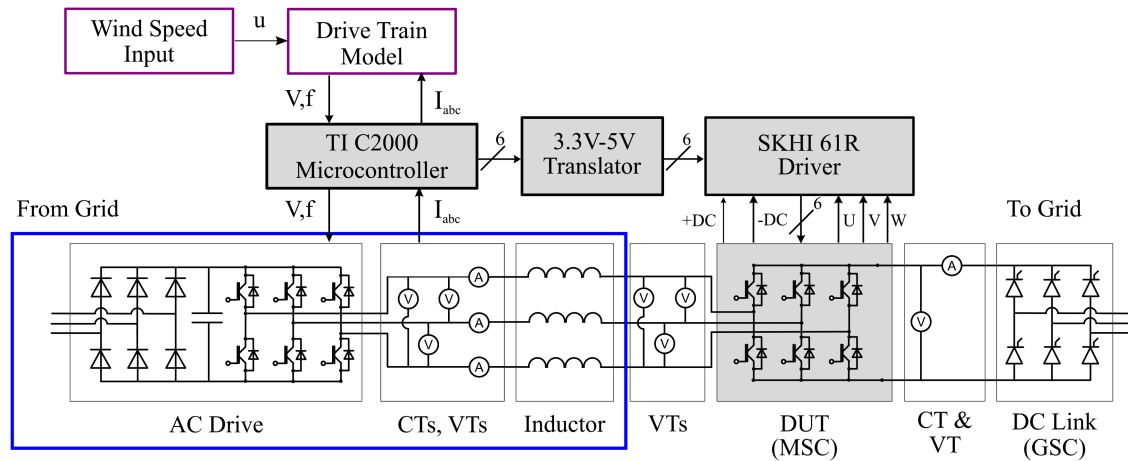 Wind Speed
Input
u
Drive Train
Model
V,f
I_abc
TI C2000
Microcontroller
6
3.3V-5V
Translator
6
SKHI 61R
Driver
From Grid
V,f
I_abc
+DC
-DC
6
U
V
W
To Grid
A
V
V
A
V
A
V
V
V
A
V
AC Drive
CTs, VTs
Inductor
VTs
DUT
(MSC)
CT &
VT
DC Link
(GSC)